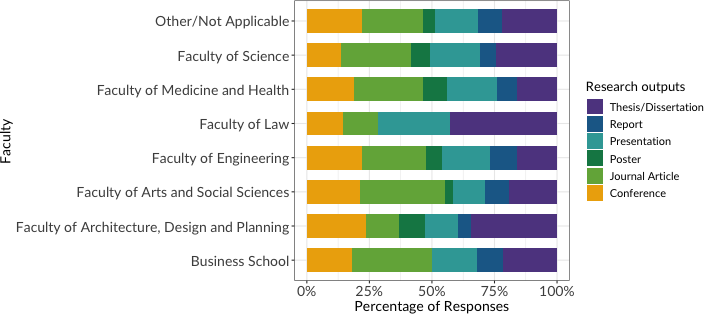 Faculty
Other/Not Applicable
Faculty of Science
Faculty of Medicine and Health
Faculty of Law
Faculty of Engineering
Faculty of Arts and Social Sciences
Faculty of Architecture, Design and Planning
Business School
0% 25% 50% 75% 100%
Percentage of Responses
Research outputs
Thesis/Dissertation
Report
Presentation
Poster
Journal Article
Conference